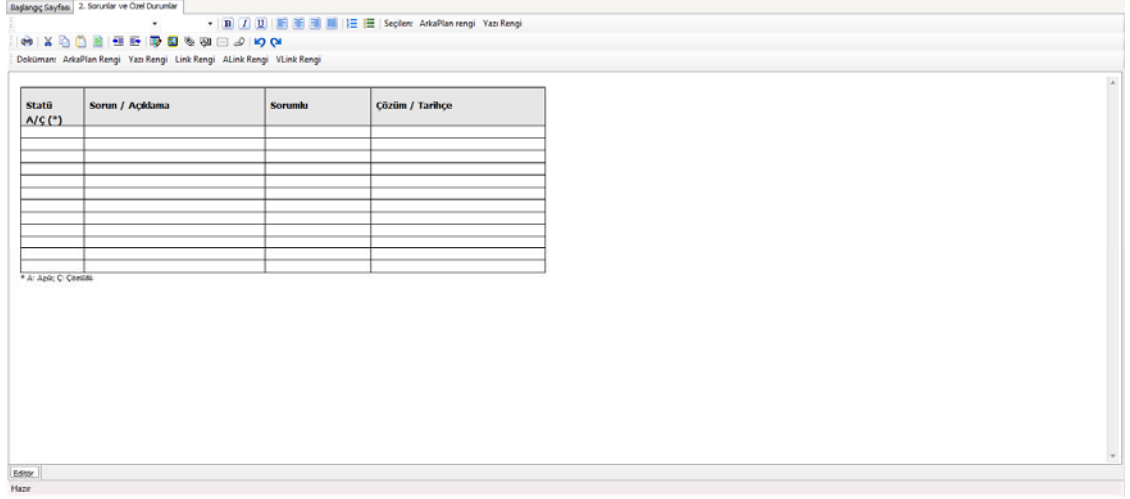 Başlangıç Sayfası 2. Sorunlar ve Özel Durumlar
B I U Seçilen: ArkaPlan rengi Yazı Rengi
Doküman: ArkaPlan Rengi Yazı Rengi Link Rengi ALink Rengi VLink Rengi
Statü Sorun / Açıklama Sorumlu Çözüm / Tarihçe
A/Ç (*)
* A: Açık; Ç: Çözüldü
Editör
Hazır